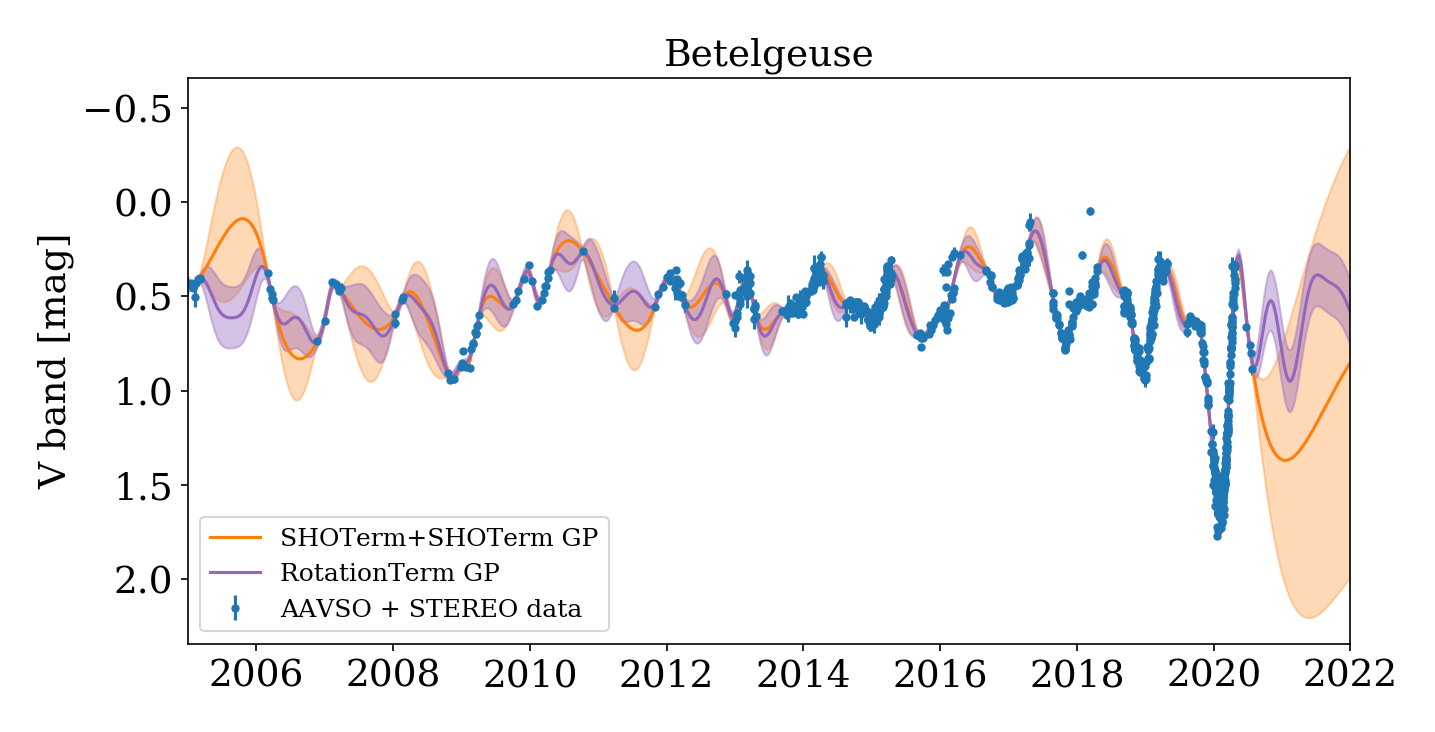 Betelgeuse
V band [mag]
−0.5
0.0
0.5
1.0
1.5
2.0
SHOTerm+SHOTerm GP
RotationTerm GP
AAVSO + STEREO data
2006 2008 2010 2012 2014 2016 2018 2020 2022